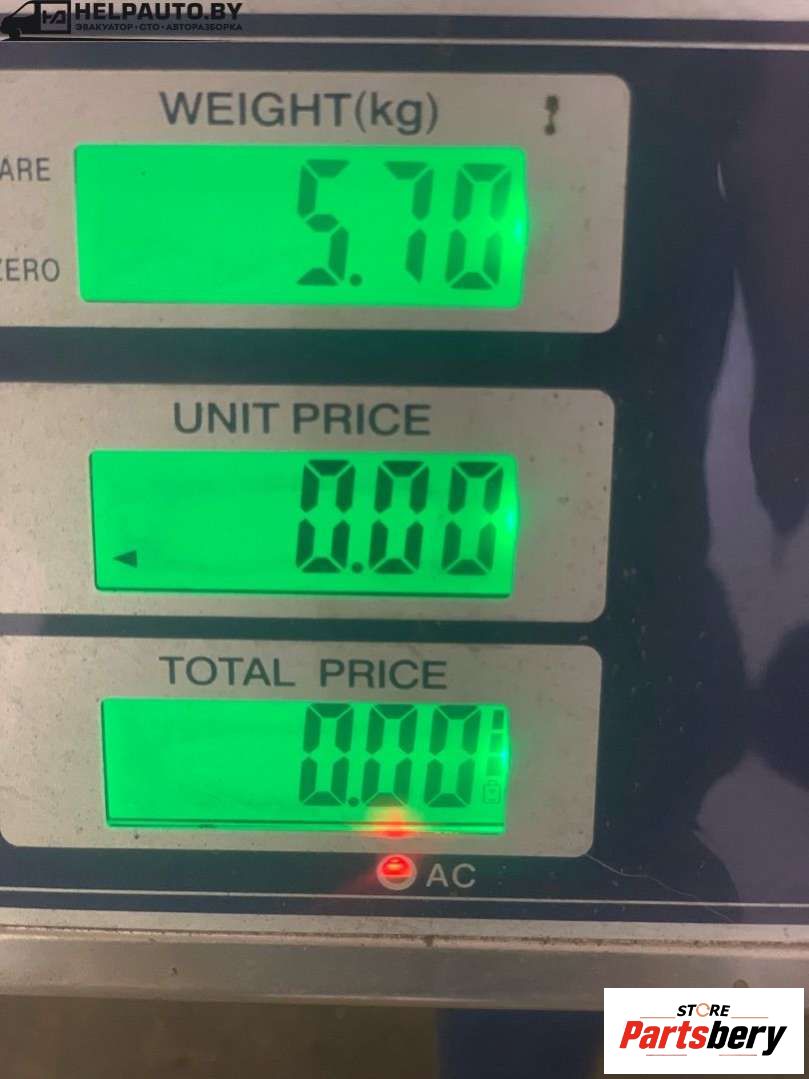 HELPAUTO.BY
ЭВАКУАТОР • СТО • АВТОРАЗБОРКА
WEIGHT(kg)
ARE
5.70
ZERO
UNIT PRICE
0.00
TOTAL PRICE
0.00
AC
STORE
Partsbery